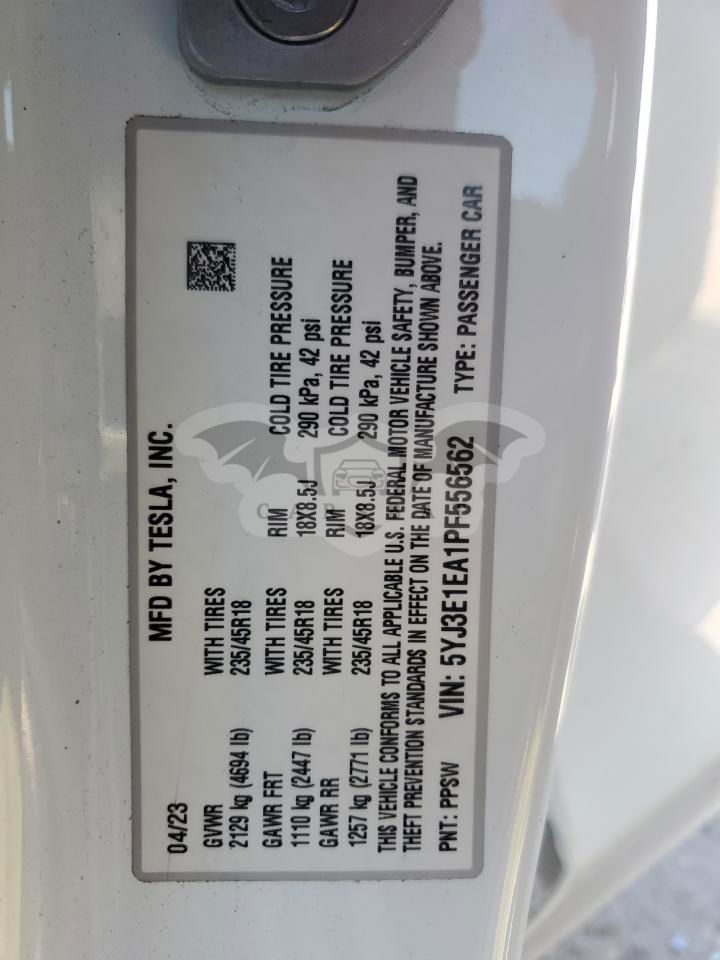 MFD BY TESLA, INC.
04/23
GVWR WITH TIRES
2129 kg (4694 lb) 235/45R18
GAWR FRT WITH TIRES RIM COLD TIRE PRESSURE
1110 kg (2447 lb) 235/45R18 18X8.5J 290 kPa, 42 psi
GAWR RR WITH TIRES RIM COLD TIRE PRESSURE
1257 kg (2771 lb) 235/45R18 18X8.5J 290 kPa, 42 psi
THIS VEHICLE CONFORMS TO ALL APPLICABLE U.S. FEDERAL MOTOR VEHICLE SAFETY, BUMPER, AND
THEFT PREVENTION STANDARDS IN EFFECT ON THE DATE OF MANUFACTURE SHOWN ABOVE.
PNT: PPSW VIN: 5YJ3E1EA1PF556562 TYPE: PASSENGER CAR